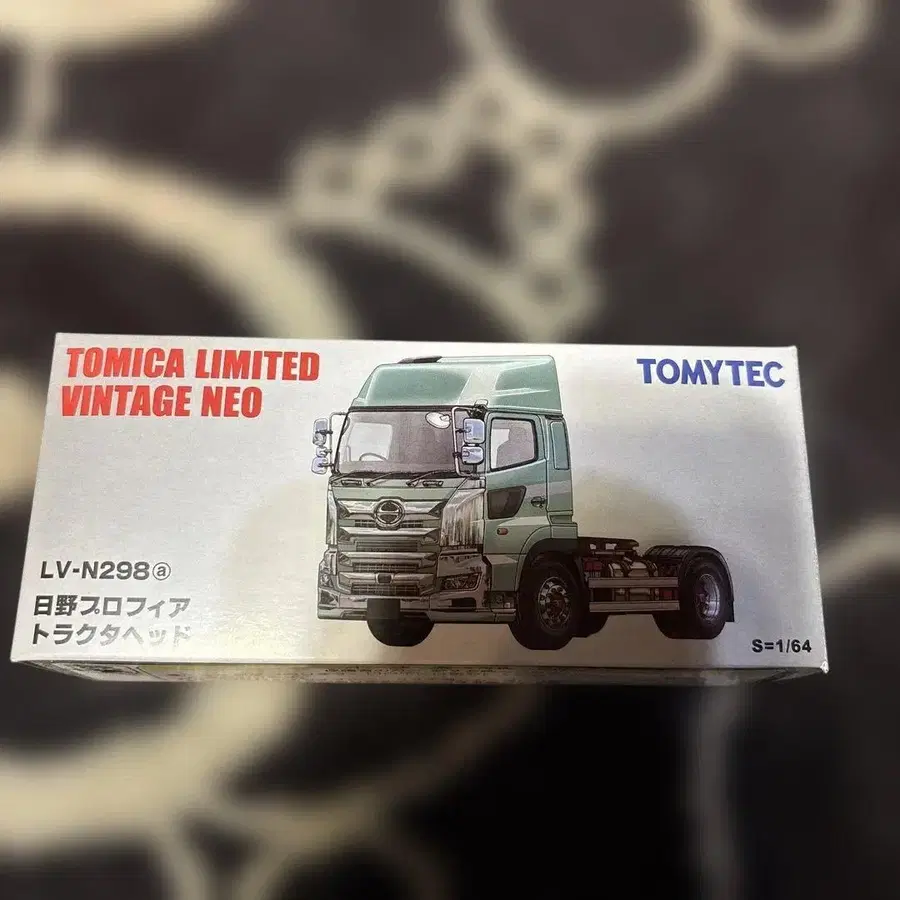 TOMICA LIMITED
VINTAGE NEO
TOMYTEC
LV-N298ⓐ
日野プロフィア
トラクタヘッド
S=1/64